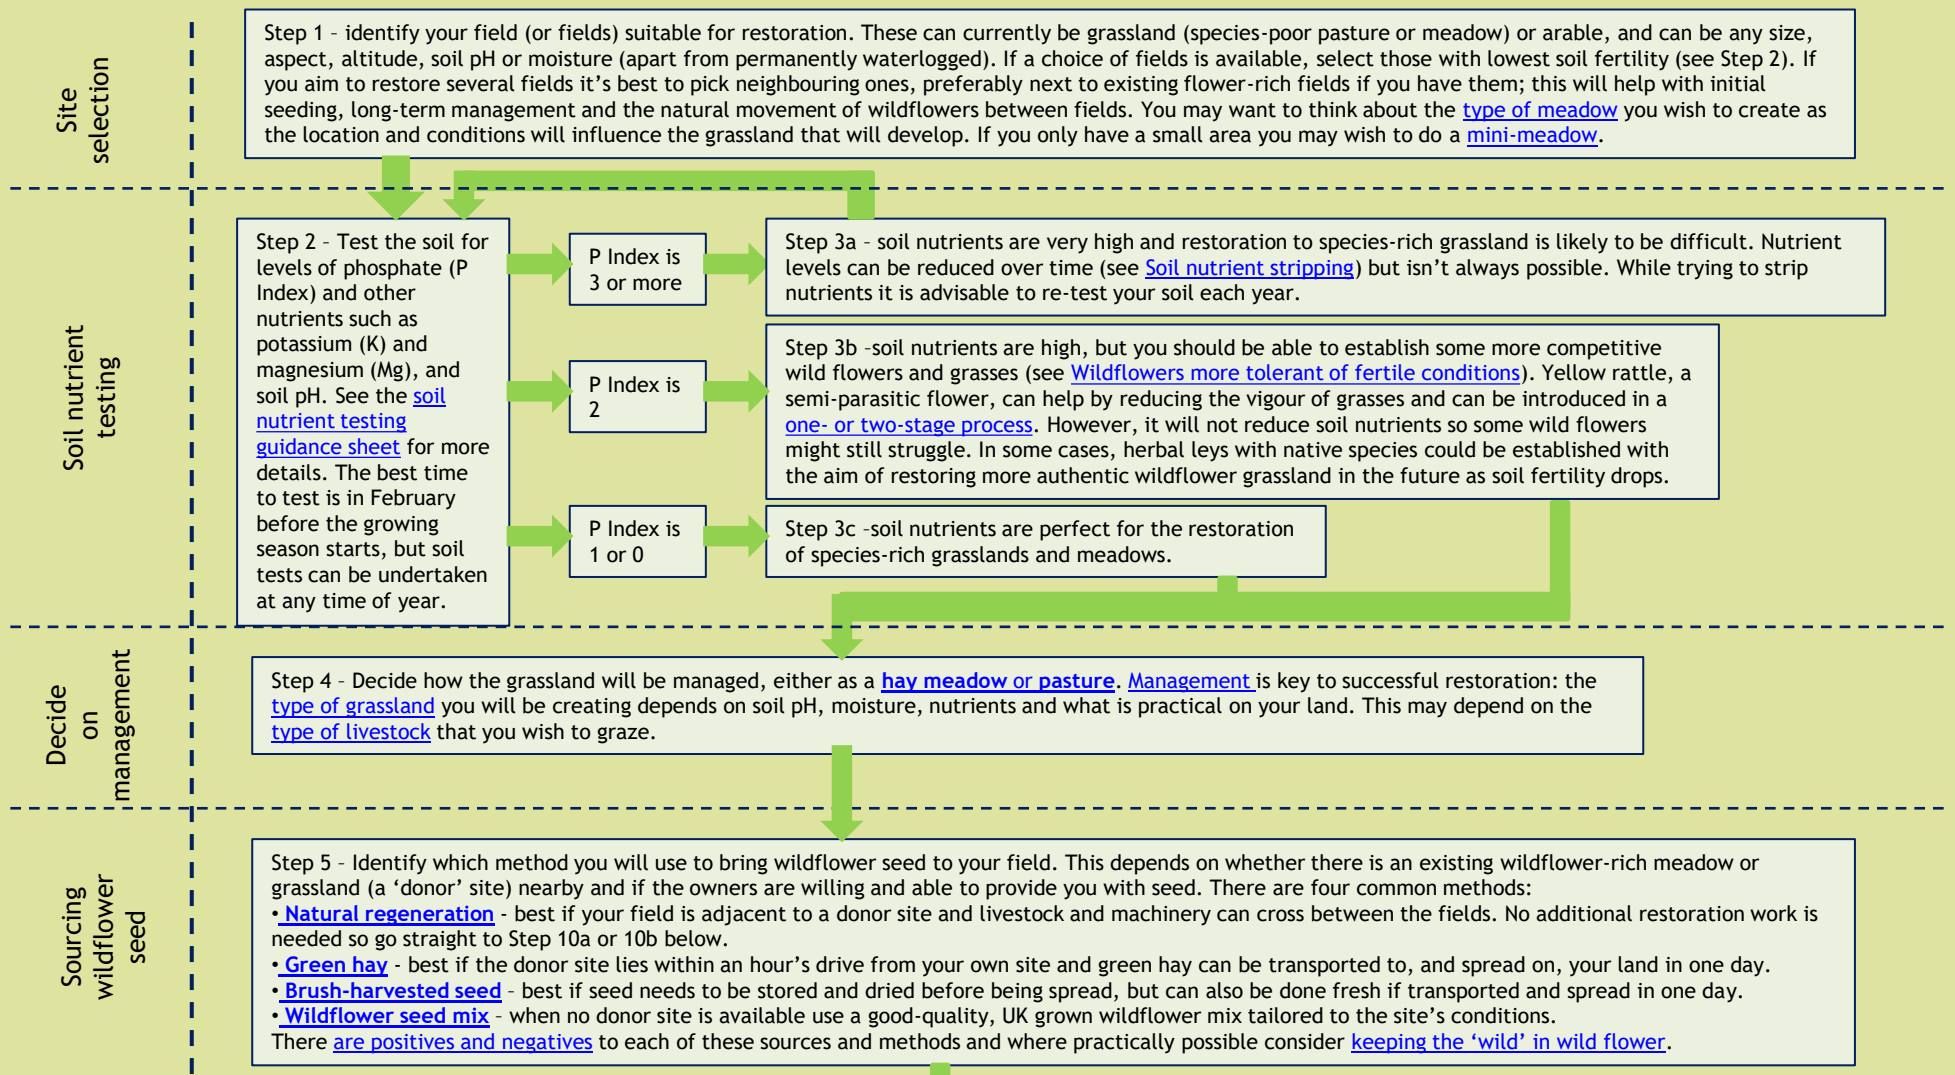 Site
selection
Step 1 – identify your field (or fields) suitable for restoration. These can currently be grassland (species-poor pasture or meadow) or arable, and can be any size,
aspect, altitude, soil pH or moisture (apart from permanently waterlogged). If a choice of fields is available, select those with lowest soil fertility (see Step 2). If
you aim to restore several fields it’s best to pick neighbouring ones, preferably next to existing flower-rich fields if you have them; this will help with initial
seeding, long-term management and the natural movement of wildflowers between fields. You may want to think about the type of meadow you wish to create as
the location and conditions will influence the grassland that will develop. If you only have a small area you may wish to do a mini-meadow.
Soil nutrient
testing
Step 2 – Test the soil for
levels of phosphate (P
Index) and other
nutrients such as
potassium (K) and
magnesium (Mg), and
soil pH. See the soil
nutrient testing
guidance sheet for more
details. The best time
to test is in February
before the growing
season starts, but soil
tests can be undertaken
at any time of year.
P Index is
3 or more
Step 3a – soil nutrients are very high and restoration to species-rich grassland is likely to be difficult. Nutrient
levels can be reduced over time (see Soil nutrient stripping) but isn’t always possible. While trying to strip
nutrients it is advisable to re-test your soil each year.
P Index is
2
Step 3b –soil nutrients are high, but you should be able to establish some more competitive
wild flowers and grasses (see Wildflowers more tolerant of fertile conditions). Yellow rattle, a
semi-parasitic flower, can help by reducing the vigour of grasses and can be introduced in a
one- or two-stage process. However, it will not reduce soil nutrients so some wild flowers
might still struggle. In some cases, herbal leys with native species could be established with
the aim of restoring more authentic wildflower grassland in the future as soil fertility drops.
P Index is
1 or 0
Step 3c –soil nutrients are perfect for the restoration
of species-rich grasslands and meadows.
Decide
on
management
Step 4 – Decide how the grassland will be managed, either as a hay meadow or pasture. Management is key to successful restoration: the
type of grassland you will be creating depends on soil pH, moisture, nutrients and what is practical on your land. This may depend on the
type of livestock that you wish to graze.
Sourcing
wildflower
seed
Step 5 – Identify which method you will use to bring wildflower seed to your field. This depends on whether there is an existing wildflower-rich meadow or
grassland (a ‘donor’ site) nearby and if the owners are willing and able to provide you with seed. There are four common methods:
• Natural regeneration - best if your field is adjacent to a donor site and livestock and machinery can cross between the fields. No additional restoration work is
needed so go straight to Step 10a or 10b below.
• Green hay - best if the donor site lies within an hour’s drive from your own site and green hay can be transported to, and spread on, your land in one day.
• Brush-harvested seed – best if seed needs to be stored and dried before being spread, but can also be done fresh if transported and spread in one day.
• Wildflower seed mix – when no donor site is available use a good-quality, UK grown wildflower mix tailored to the site’s conditions.
There are positives and negatives to each of these sources and methods and where practically possible consider keeping the ‘wild’ in wild flower.